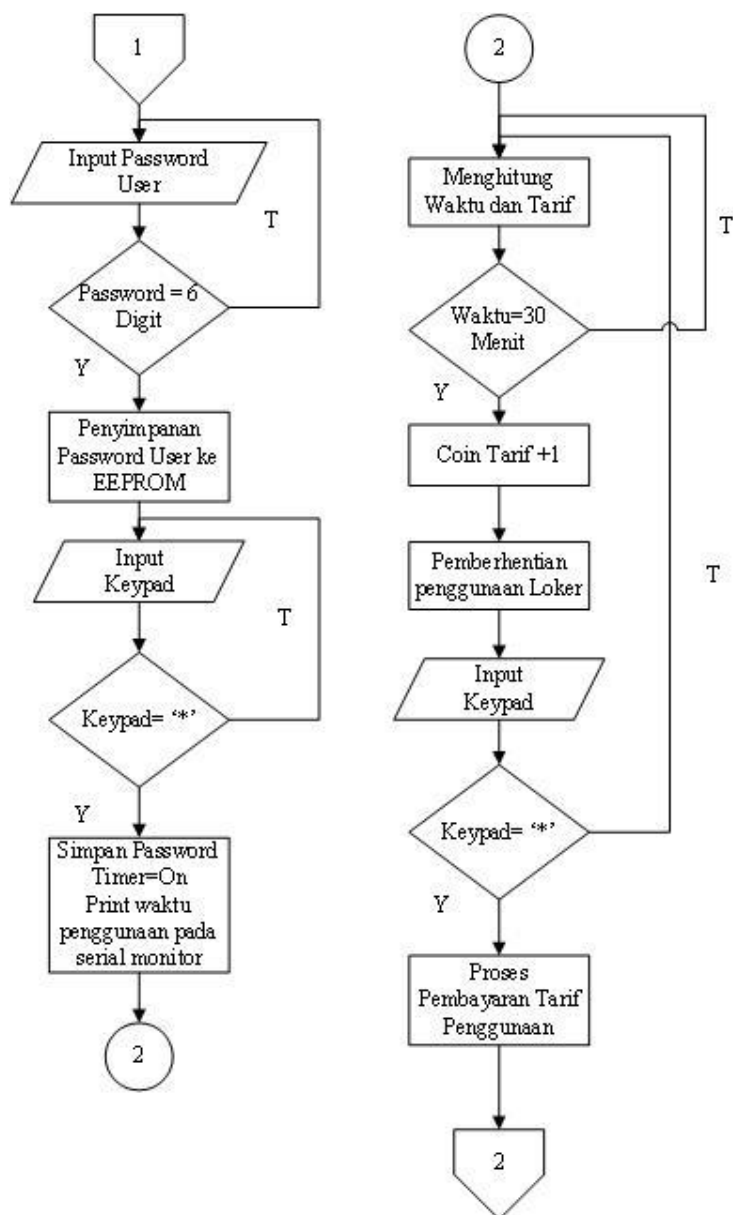 1
Input Password
User
T
Password = 6
Digit
Y
Penyimpanan
Password User ke
EEPROM
Input
Keypad
T
Keypad= ‘*’
Y
Simpan Password
Timer=On
Print waktu
penggunaan pada
serial monitor
2
2
Menghitung
Waktu dan Tarif
T
Waktu=30
Menit
Y
Coin Tarif +1
Pemberhentian
penggunaan Loker
T
Input
Keypad
Keypad= ‘*’
Y
Proses
Pembayaran Tarif
Penggunaan
2